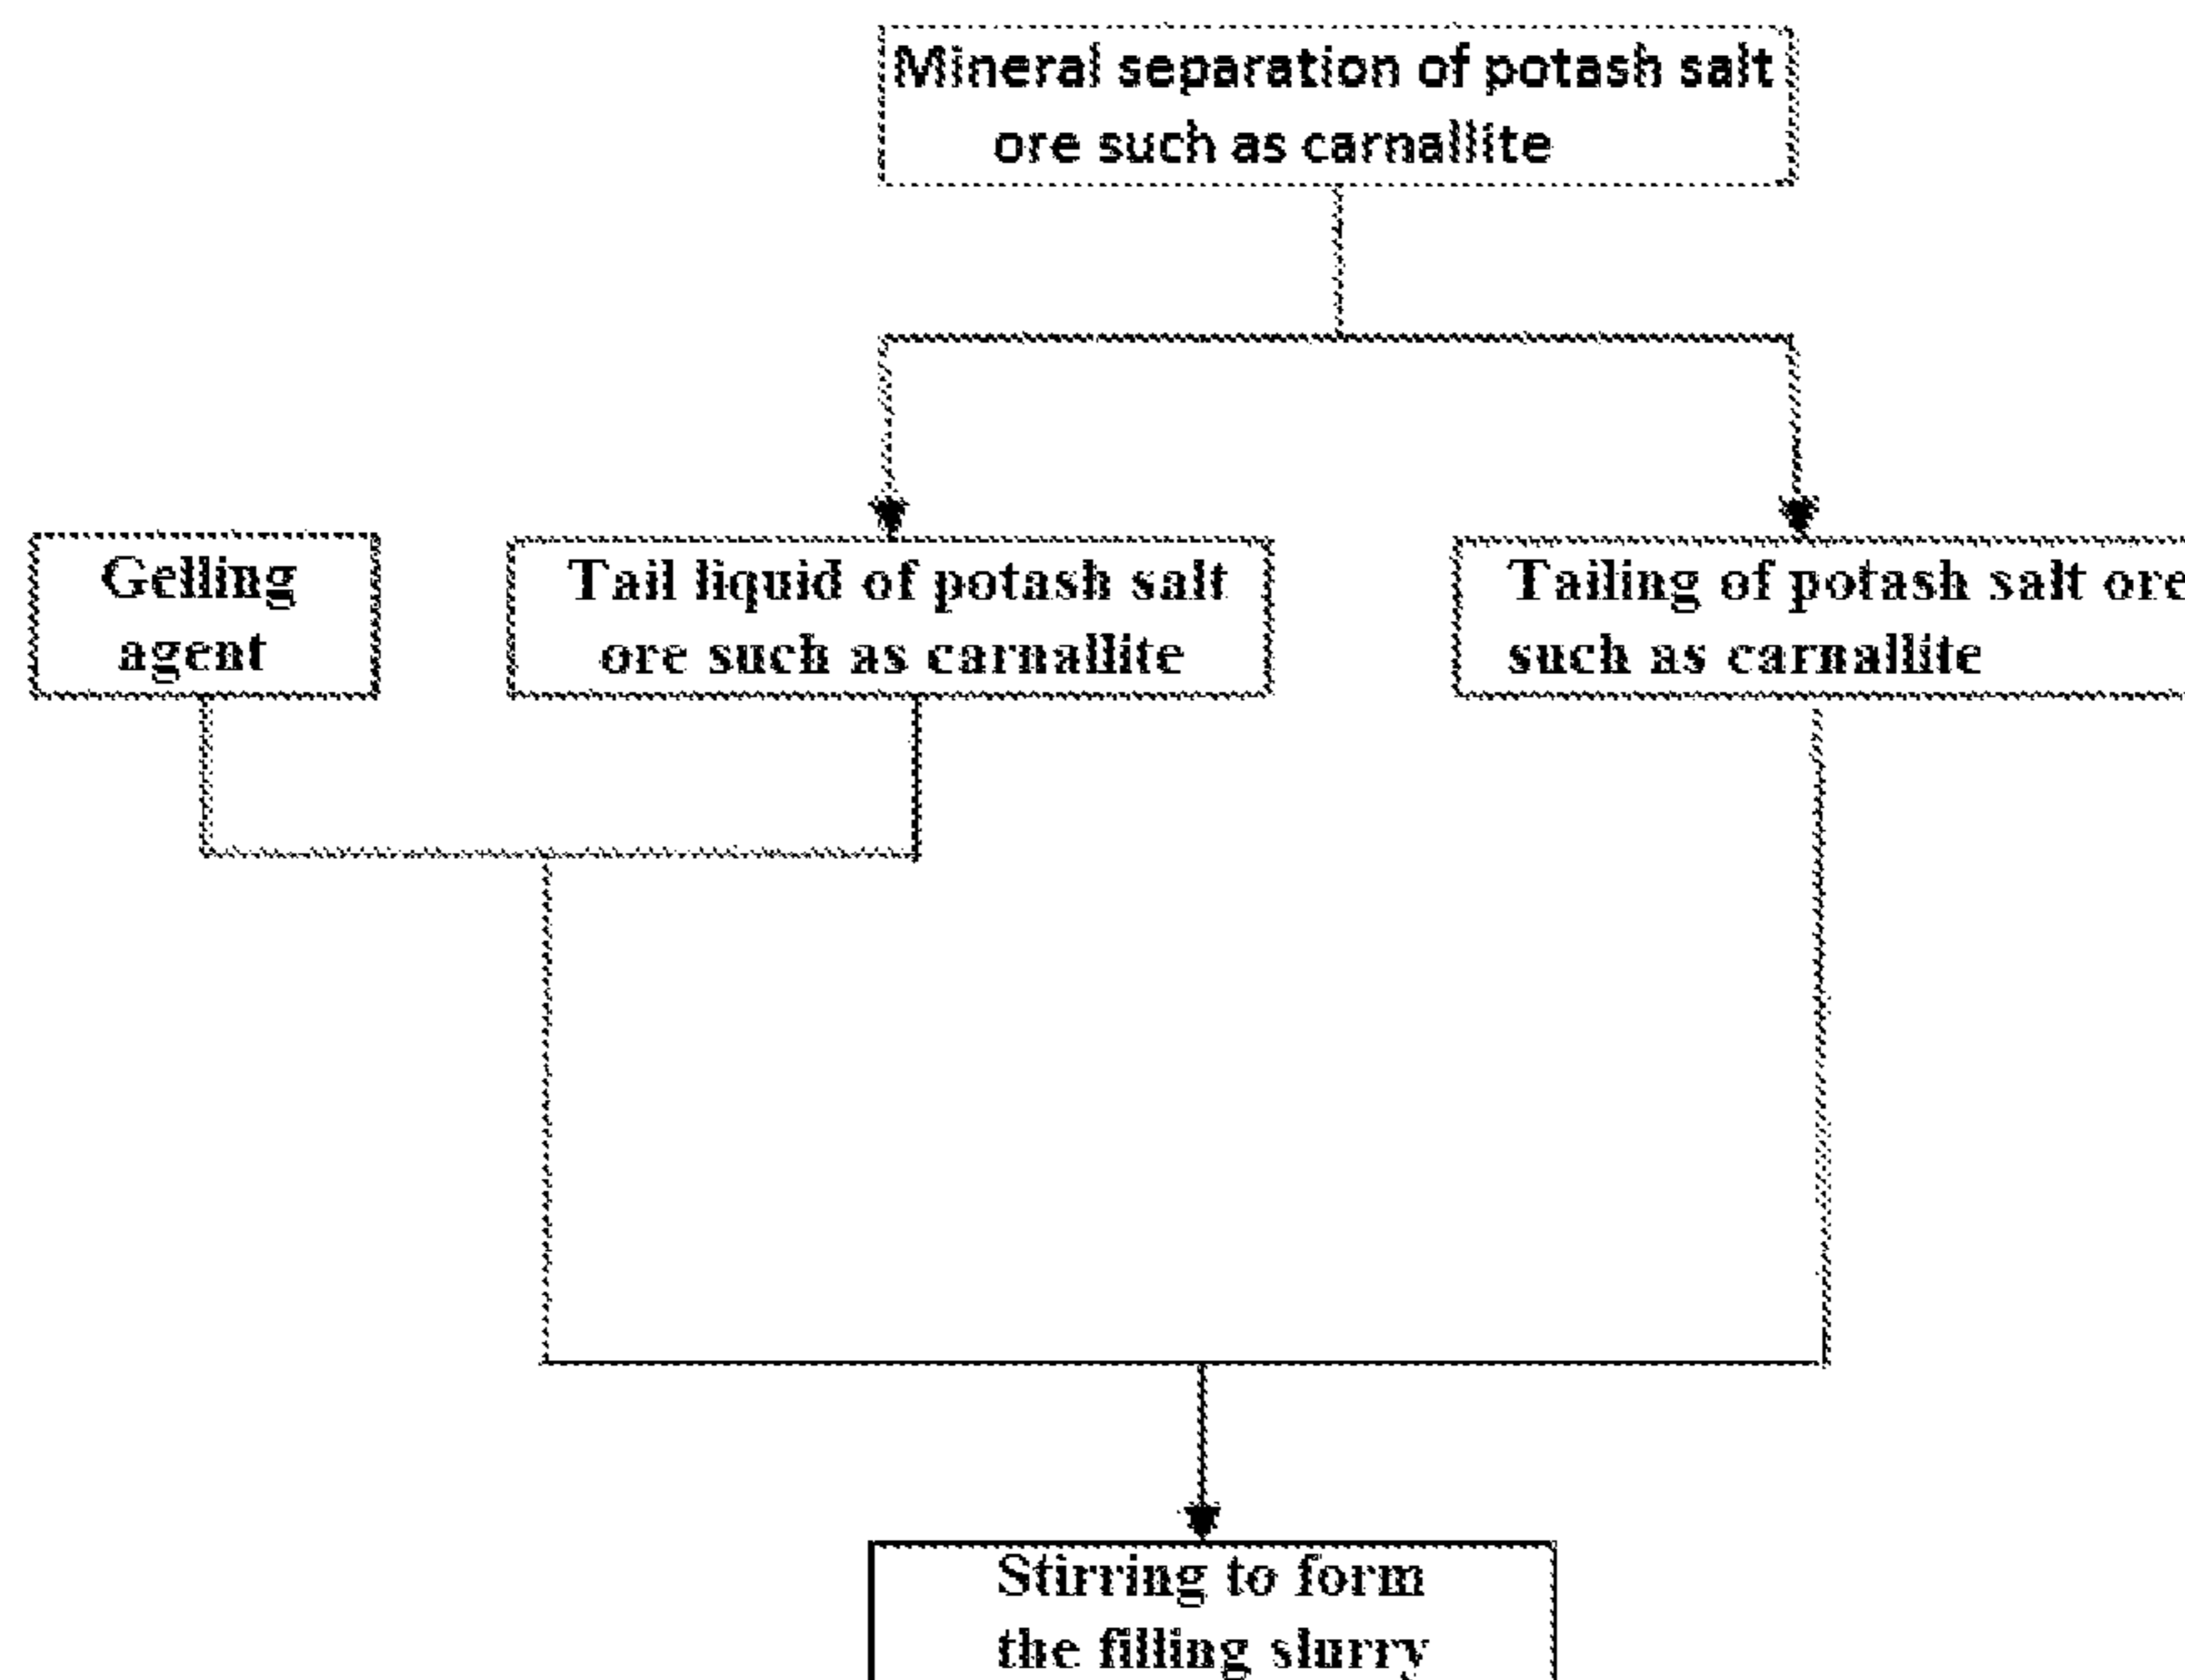 Mineral separation of potash salt
ore such as carnallite
Gelling
agent
Tail liquid of potash salt
ore such as carnallite
Tailing of potash salt ore
such as carnallite
Stirring to form
the filling slurry